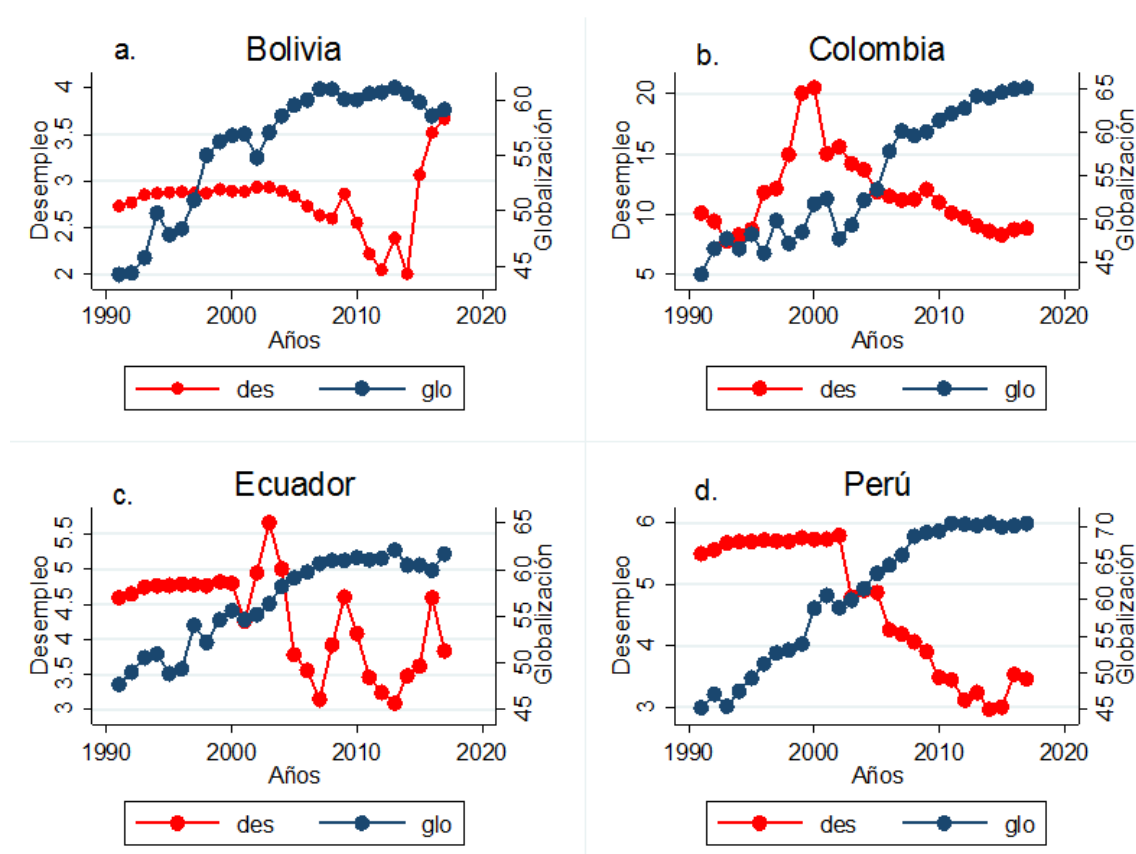 a. Bolivia
Desempleo
4
3.5
3
2.5
2
Globalización
60
55
50
45
1990 2000 2010 2020
Años
des glo
b. Colombia
Desempleo
20
15
10
5
Globalización
65
60
55
50
45
1990 2000 2010 2020
Años
des glo
c. Ecuador
Desempleo
5.5
5
4.5
4
3.5
3
Globalización
65
60
55
50
45
1990 2000 2010 2020
Años
des glo
d. Perú
Desempleo
6
5
4
3
Globalización
70
65
60
55
50
45
1990 2000 2010 2020
Años
des glo